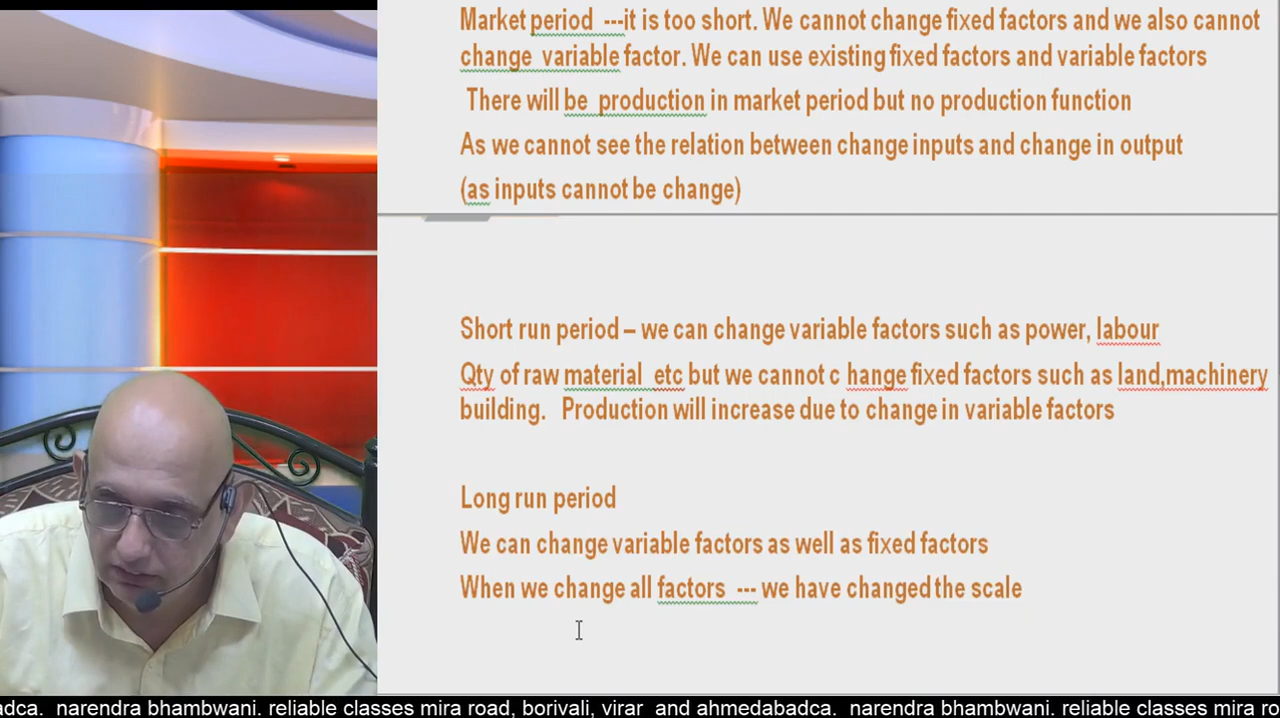 Market period ---it is too short. We cannot change fixed factors and we also cannot
change variable factor. We can use existing fixed factors and variable factors
There will be production in market period but no production function
As we cannot see the relation between change inputs and change in output
(as inputs cannot be change)
Short run period – we can change variable factors such as power, labour
Qty of raw material etc but we cannot c hange fixed factors such as land,machinery
building. Production will increase due to change in variable factors
Long run period
We can change variable factors as well as fixed factors
When we change all factors --- we have changed the scale
adca. narendra bhambwani. reliable classes mira road, borivali, virar and ahmedabadca. narendra bhambwani. reliable classes mira ro